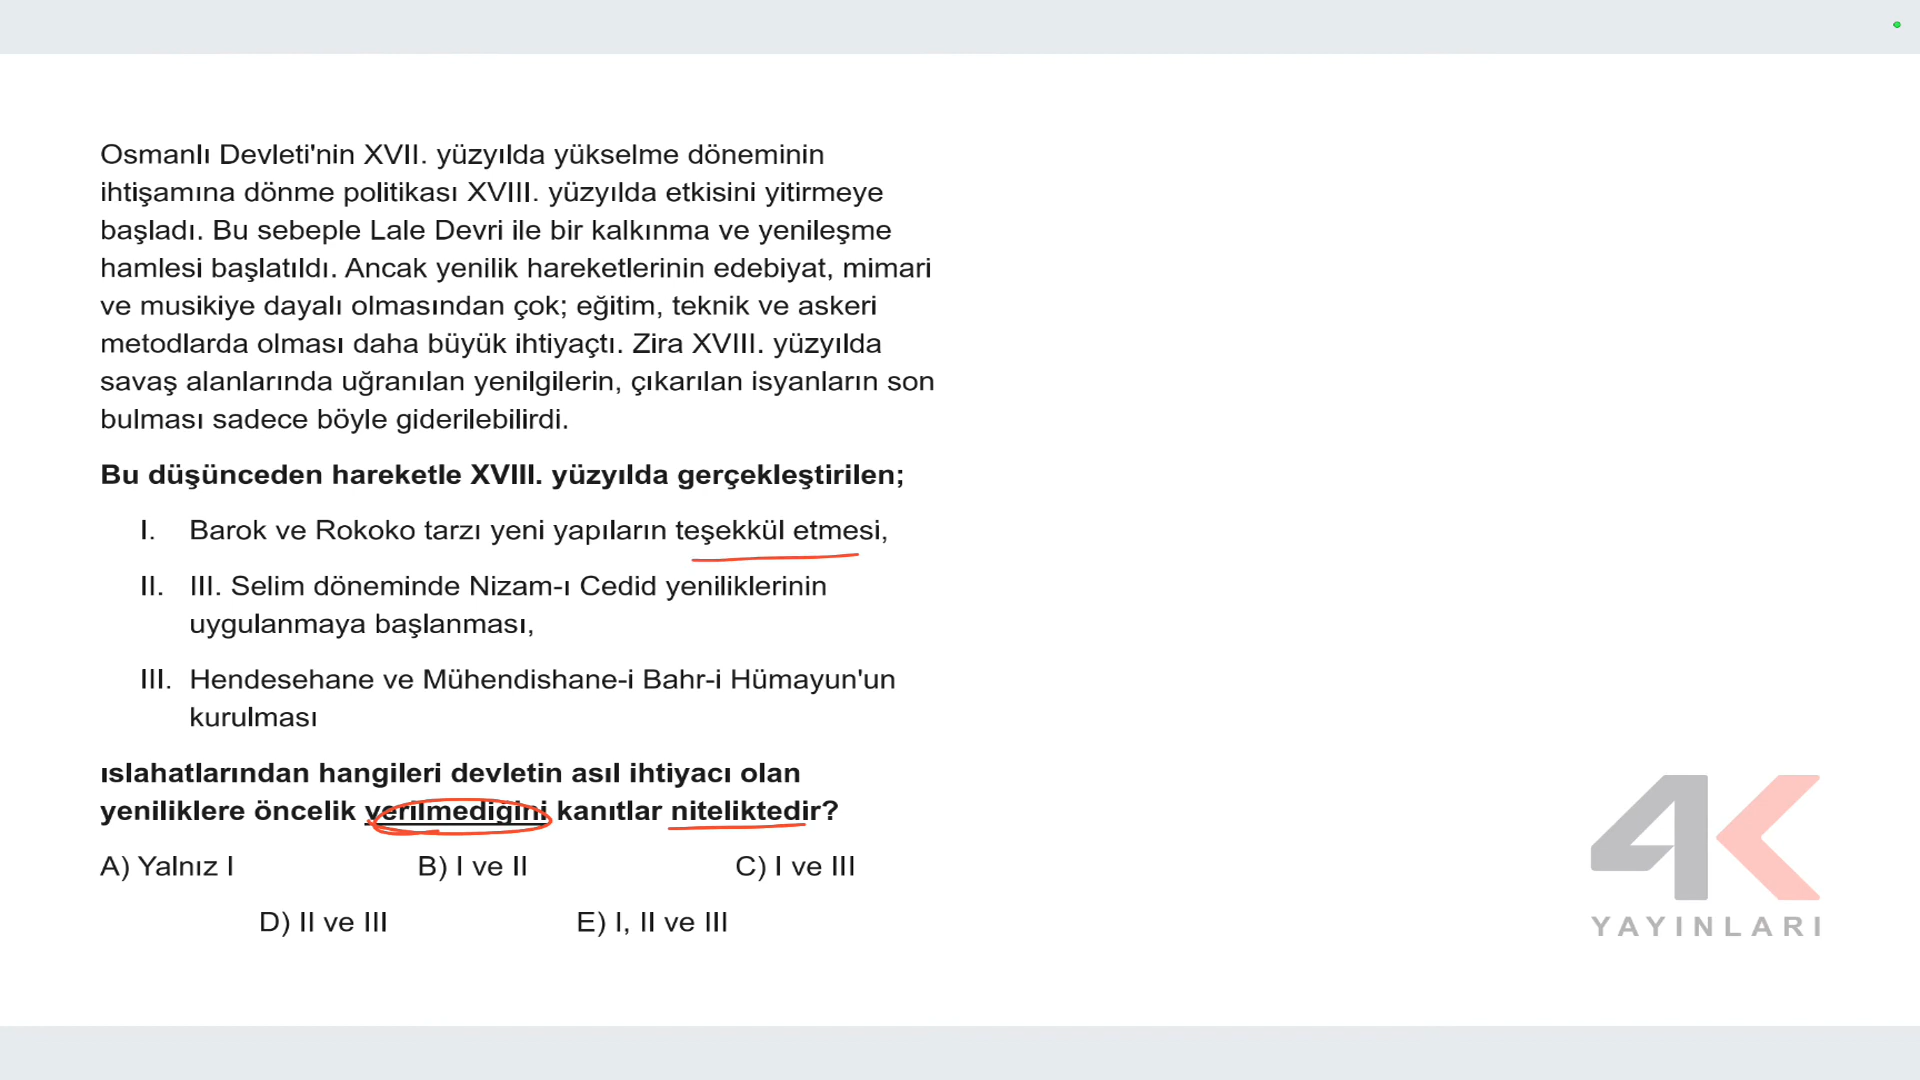 Osmanlı Devleti'nin XVII. yüzyılda yükselme döneminin
ihtişamına dönme politikası XVIII. yüzyılda etkisini yitirmeye
başladı. Bu sebeple Lale Devri ile bir kalkınma ve yenileşme
hamlesi başlatıldı. Ancak yenilik hareketlerinin edebiyat, mimari
ve musikiye dayalı olmasından çok; eğitim, teknik ve askeri
metodlarda olması daha büyük ihtiyaçtı. Zira XVIII. yüzyılda
savaş alanlarında uğranılan yenilgilerin, çıkarılan isyanların son
bulması sadece böyle giderilebilirdi.
Bu düşünceden hareketle XVIII. yüzyılda gerçekleştirilen;
I. Barok ve Rokoko tarzı yeni yapıların teşekkül etmesi,
II. III. Selim döneminde Nizam-ı Cedid yeniliklerinin
uygulanmaya başlanması,
III. Hendesehane ve Mühendishane-i Bahr-i Hümayun'un
kurulması
ıslahatlarından hangileri devletin asıl ihtiyacı olan
yeniliklere öncelik verilmediğini kanıtlar niteliktedir?
A) Yalnız I B) I ve II C) I ve III
D) II ve III E) I, II ve III
4K
YAYINLARI